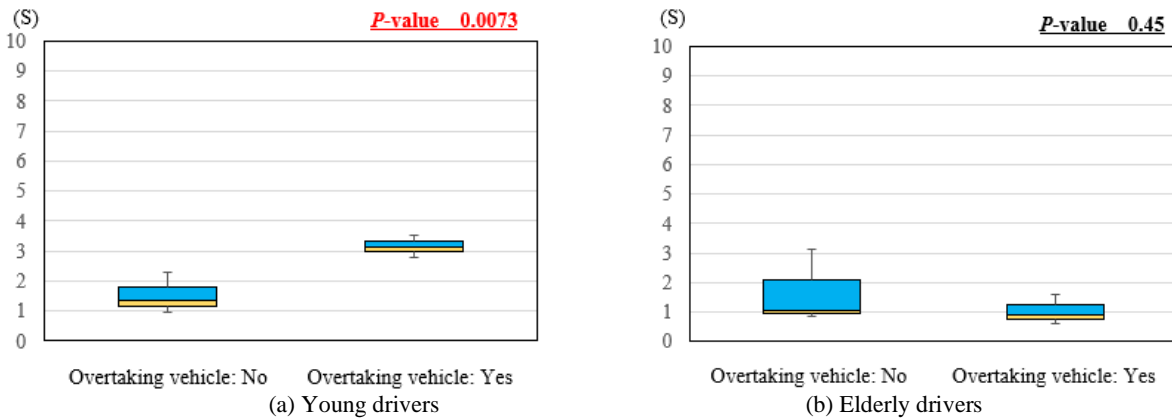 (S)
P-value 0.0073
10
9
8
7
6
5
4
3
2
1
0
Overtaking vehicle: No Overtaking vehicle: Yes
(a) Young drivers
(S)
P-value 0.45
10
9
8
7
6
5
4
3
2
1
0
Overtaking vehicle: No Overtaking vehicle: Yes
(b) Elderly drivers